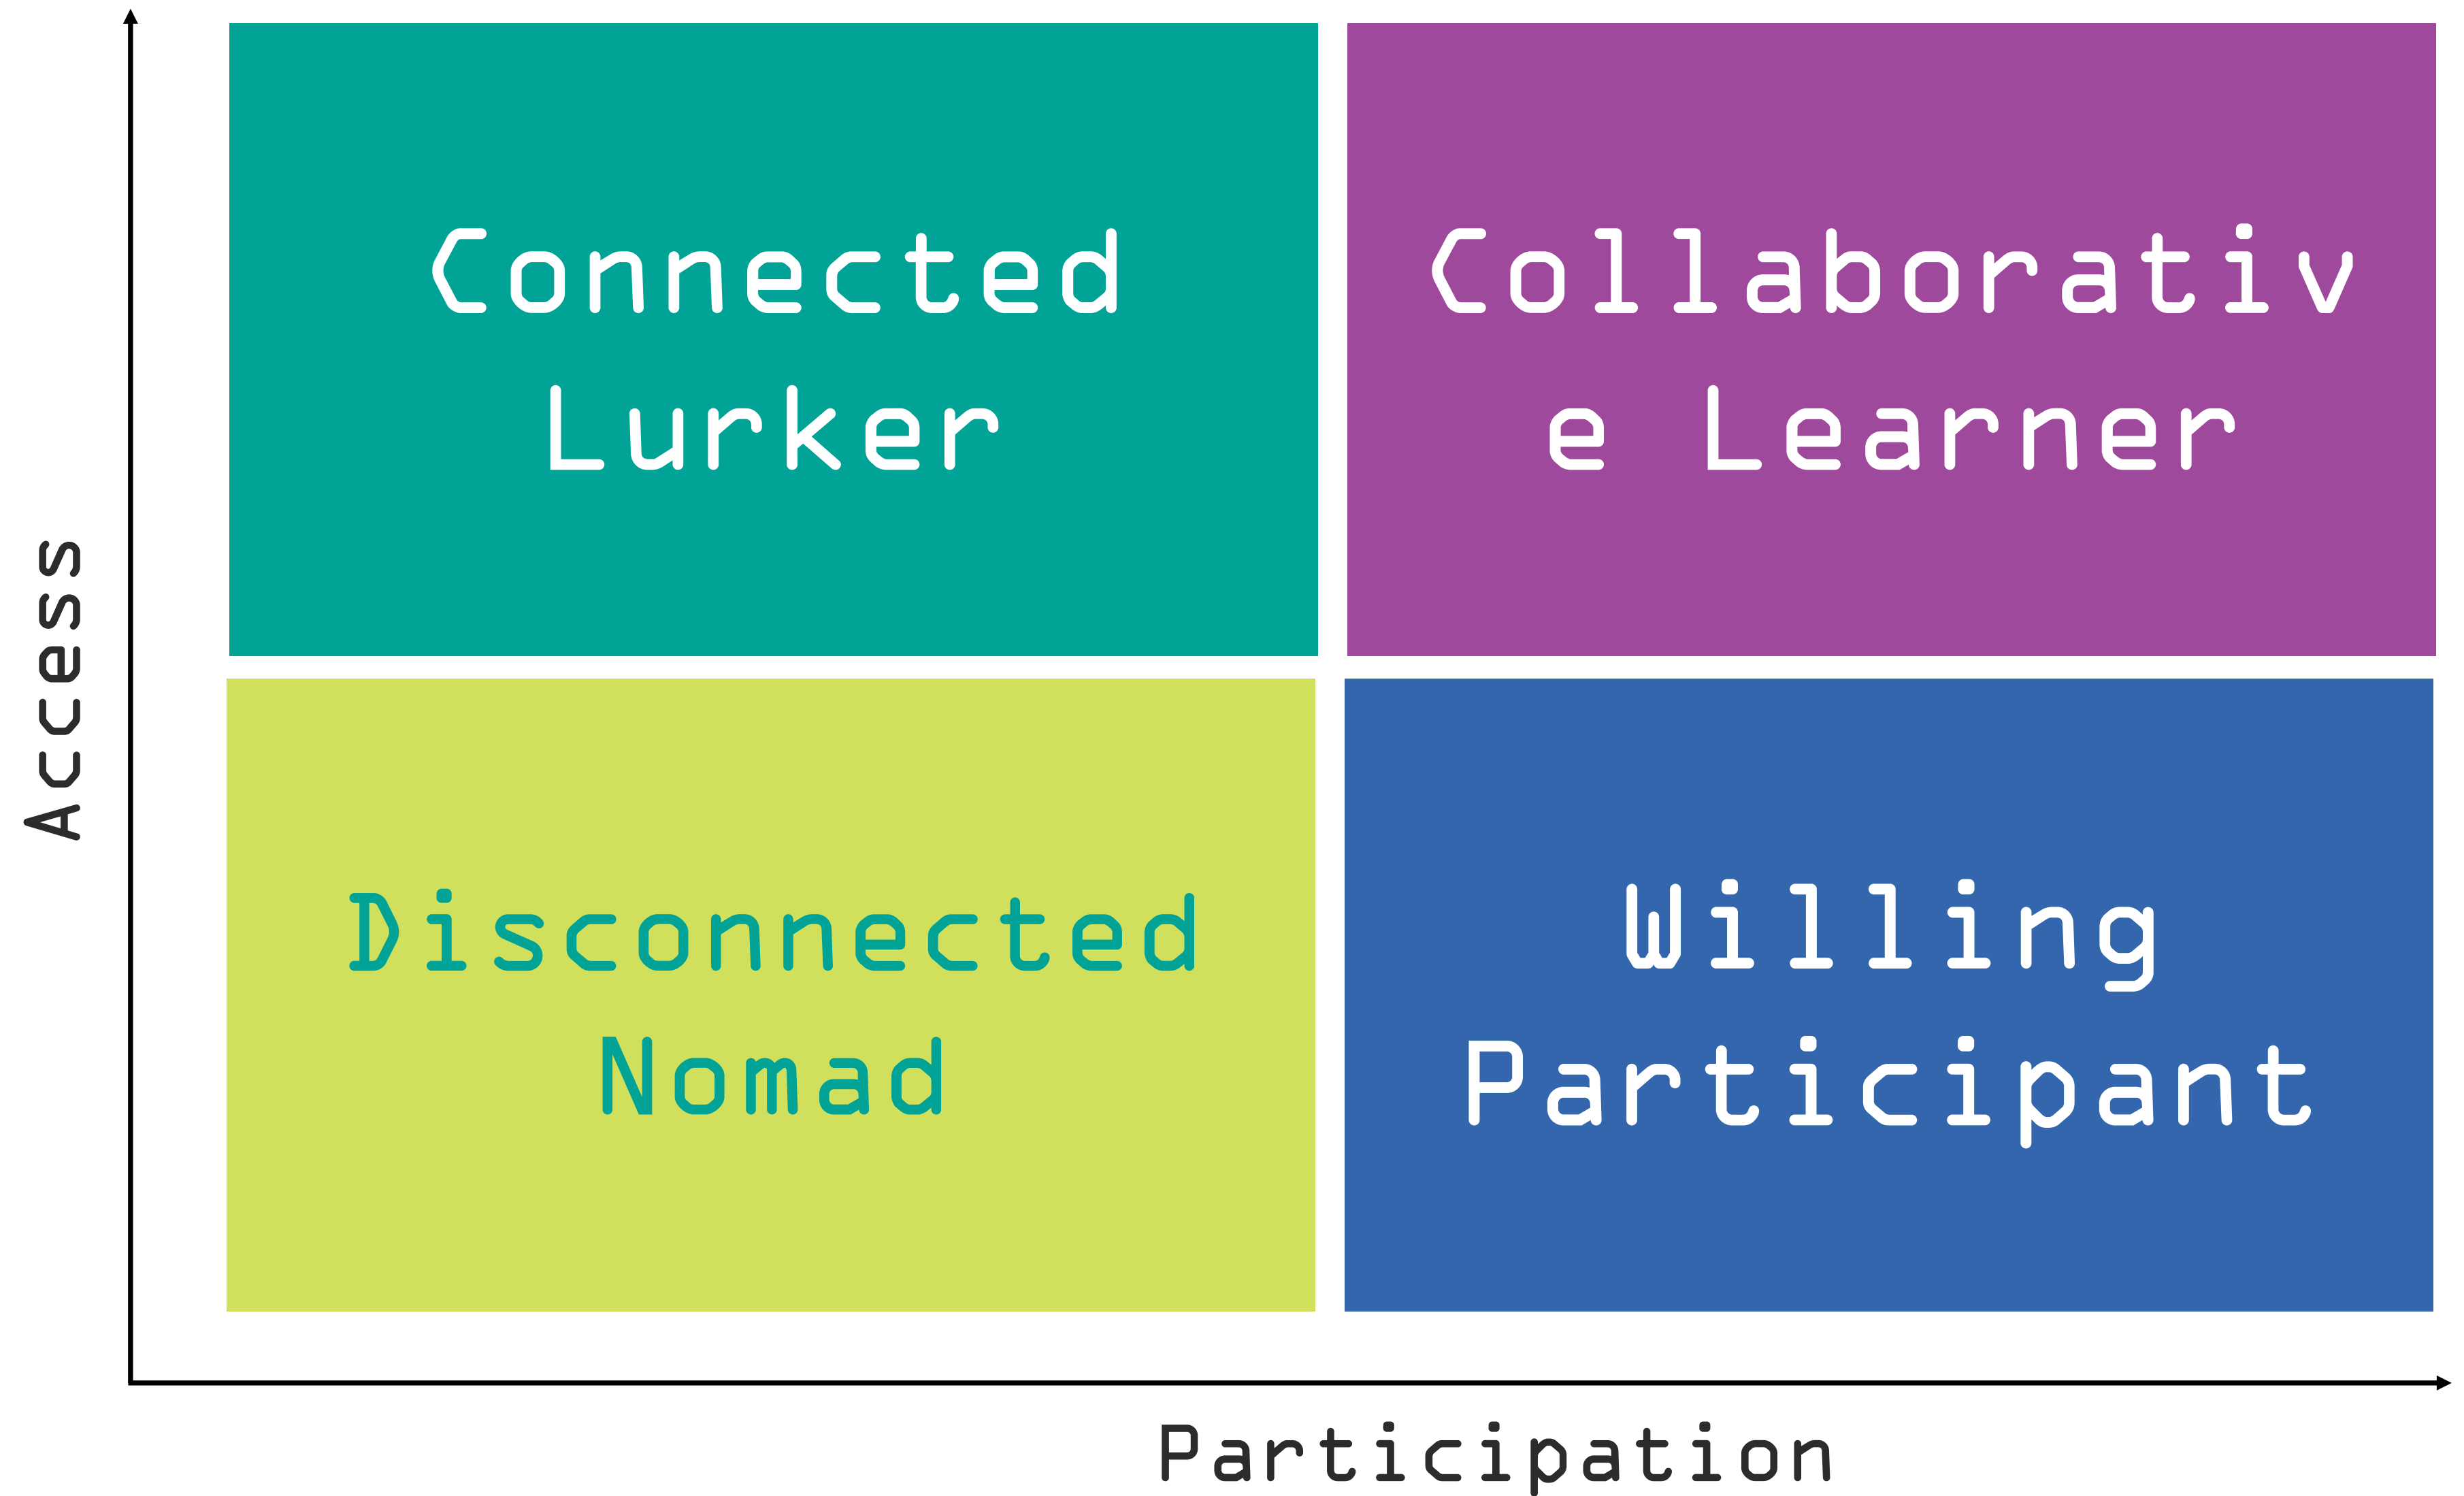 Connected
Lurker
Collaborativ
e Learner
Access
Disconnected
Nomad
Willing
Participant
Participation